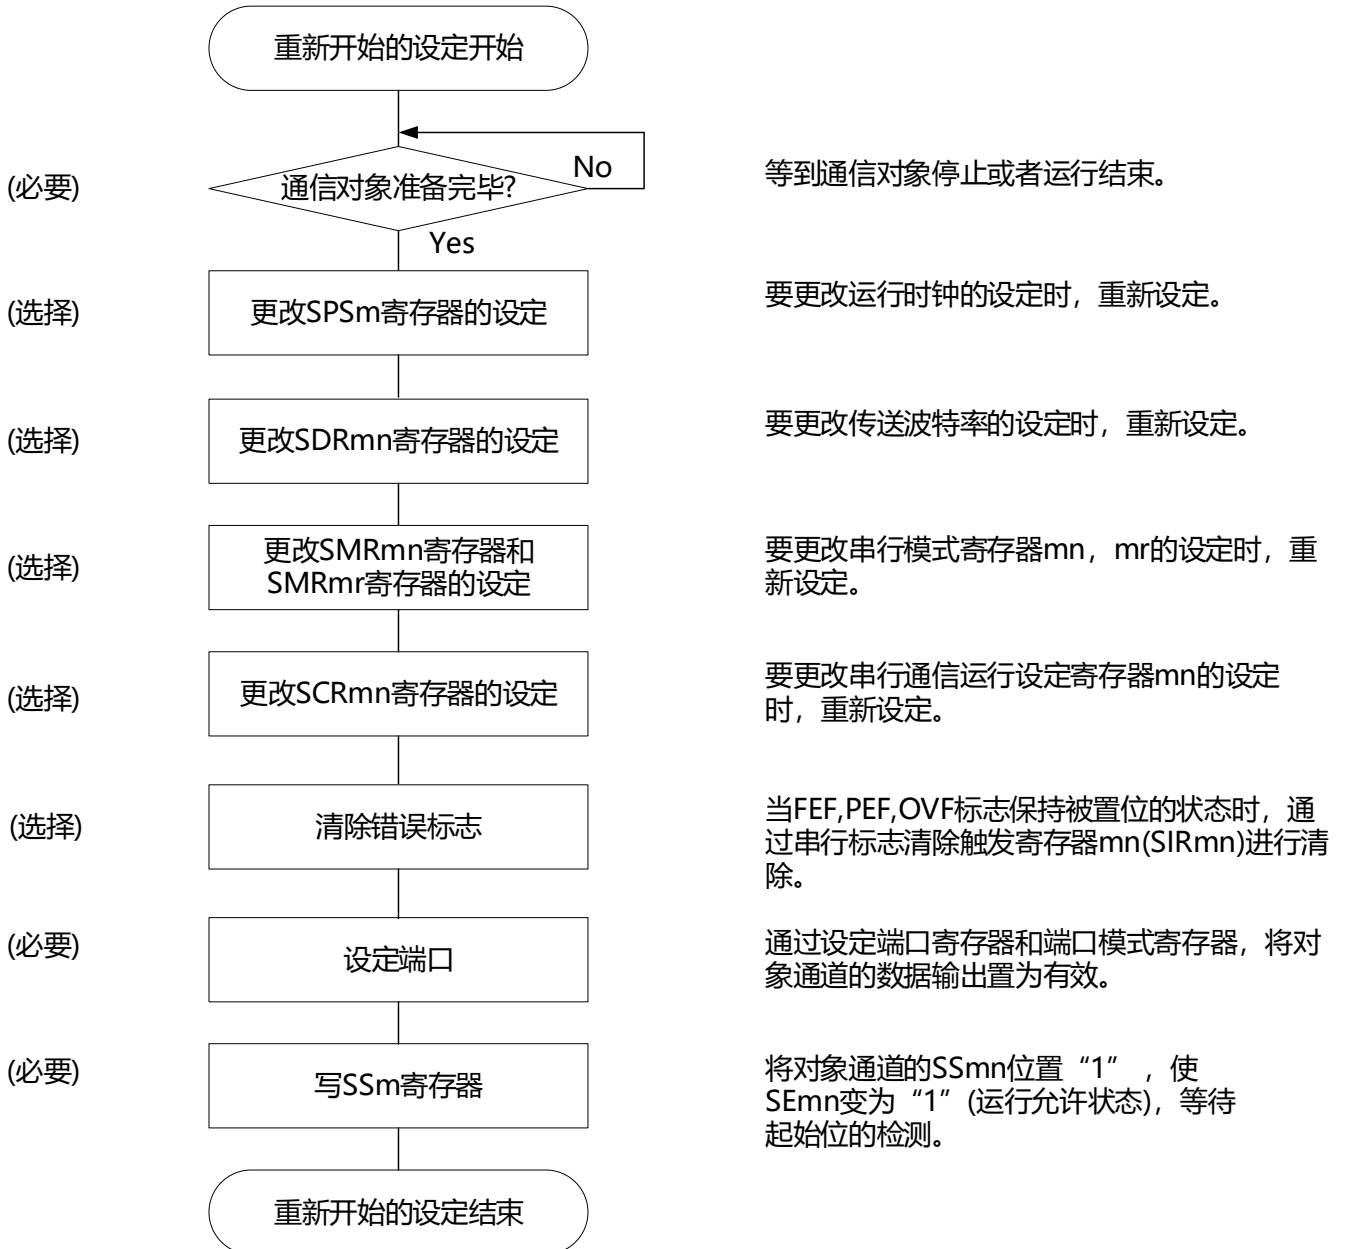 重新开始的设定开始
No
(必要)
通信对象准备完毕?
等到通信对象停止或者运行结束。
Yes
(选择)
更改SPSm寄存器的设定
要更改运行时钟的设定时，重新设定。
(选择)
更改SDRmn寄存器的设定
要更改传送波特率的设定时，重新设定。
(选择)
更改SMRmn寄存器和
SMRmr寄存器的设定
要更改串行模式寄存器mn，mr的设定时，重
新设定。
(选择)
更改SCRmn寄存器的设定
要更改串行通信运行设定寄存器mn的设定
时，重新设定。
(选择)
清除错误标志
当FEF,PEF,OVF标志保持被置位的状态时，通
过串行标志清除触发寄存器mn(SIRmn)进行清
除。
(必要)
设定端口
通过设定端口寄存器和端口模式寄存器，将对
象通道的数据输出置为有效。
(必要)
写SSm寄存器
将对象通道的SSmn位置“1”，使
SEmn变为“1”(运行允许状态)，等待
起始位的检测。
重新开始的设定结束